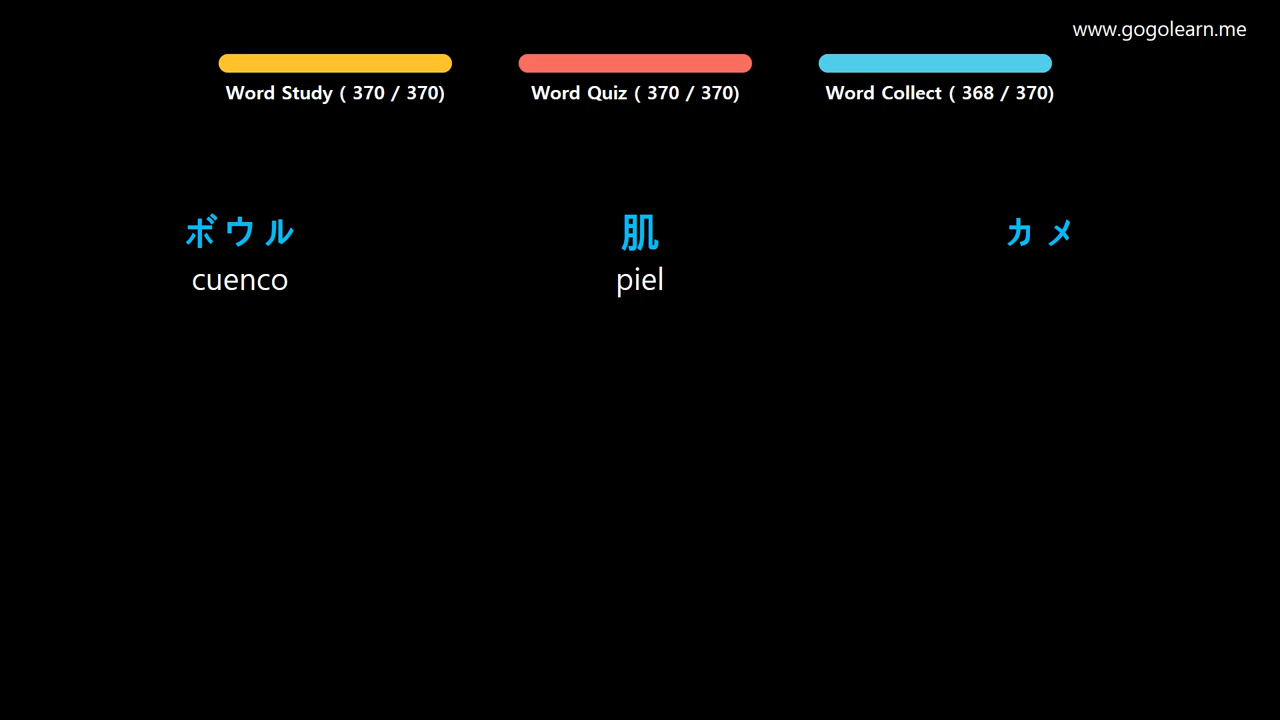 www.gogolearn.me
Word Study ( 370 / 370)
Word Quiz ( 370 / 370)
Word Collect ( 368 / 370)
ボウル
cuenco
肌
piel
カメ